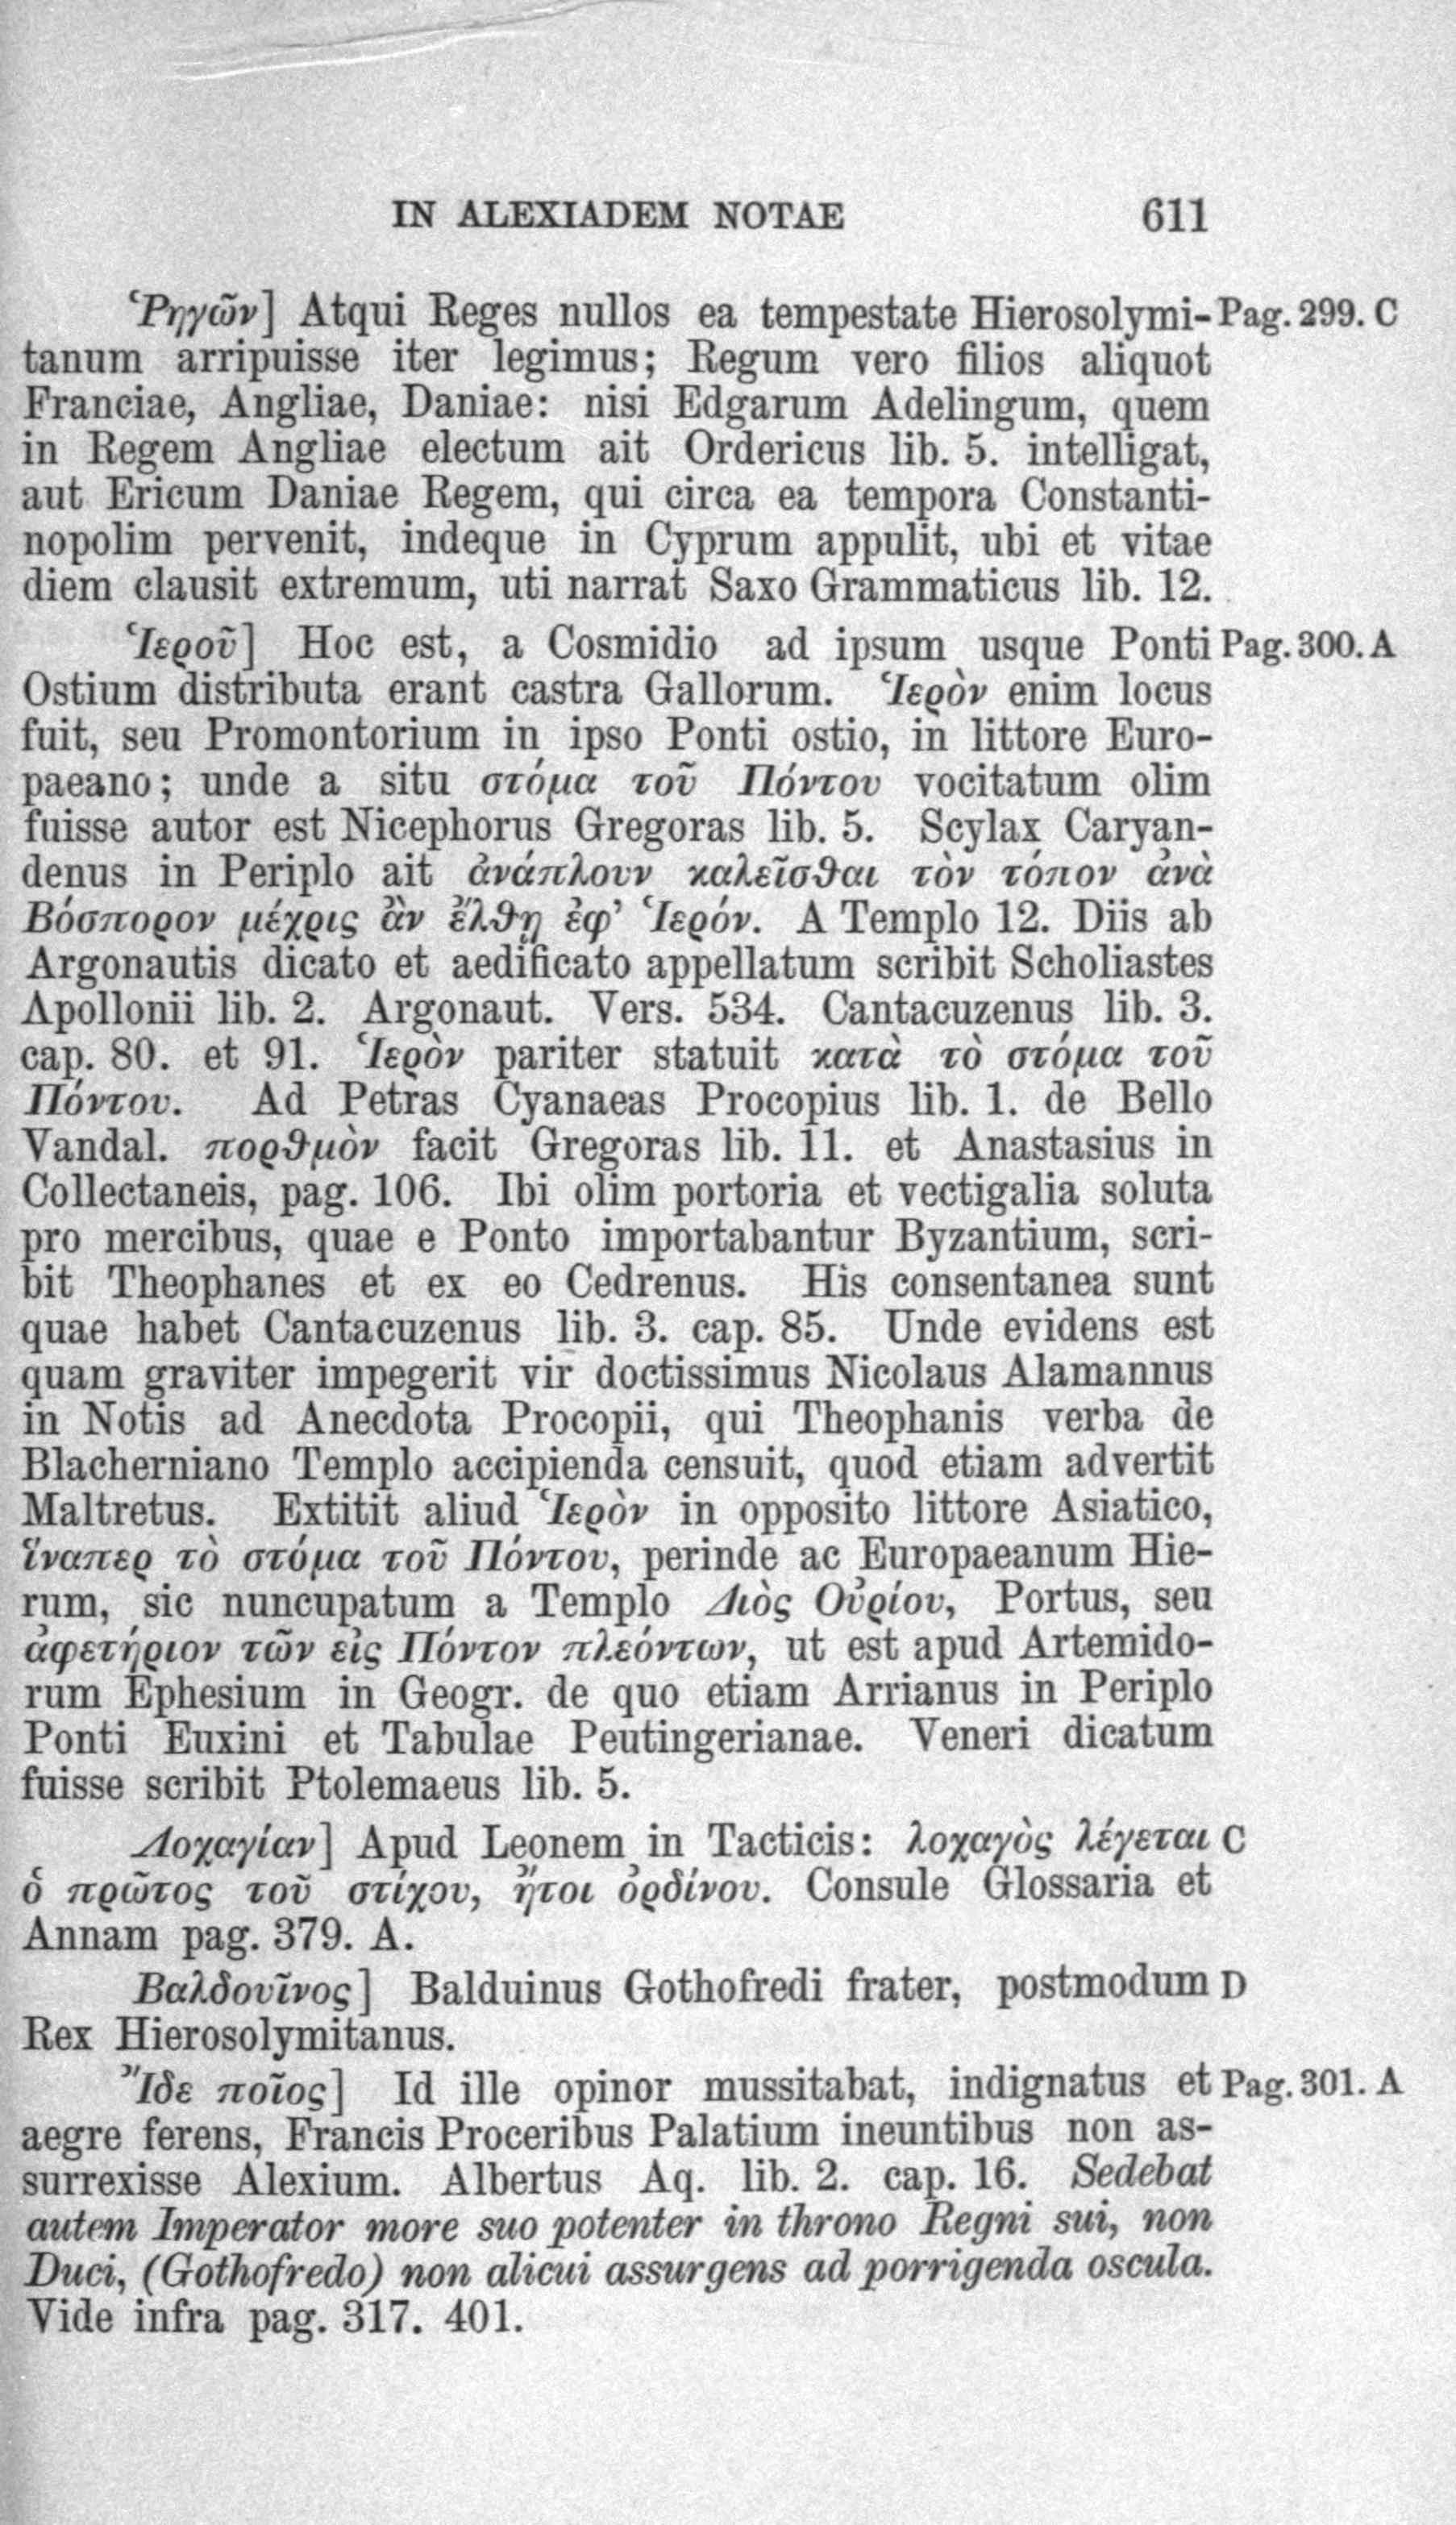 IN ALEXIADEM NOTAE 611
Ῥηγῶν] Atqui Reges nullos ea tempestate Hierosolymi- Pag. 299. C
tanum arripuisse iter legimus; Regum vero filios aliquot
Franciae, Angliae, Daniae: nisi Edgarum Adelingum, quem
in Regem Angliae electum ait Ordericus lib. 5. intelligat,
aut Ericum Daniae Regem, qui circa ea tempora Constanti-
nopolim pervenit, indeque in Cyprum appulit, ubi et vitae
diem clausit extremum, uti narrat Saxo Grammaticus lib. 12.
Ἱεροῦ] Hoc est, a Cosmidio ad ipsum usque Ponti Pag. 300. A
Ostium distributa erant castra Gallorum. Ἱερὸν enim locus
fuit, seu Promontorium in ipso Ponti ostio, in littore Euro-
paeano; unde a situ στόμα τοῦ Πόντου vocitatum olim
fuisse autor est Nicephorus Gregoras lib. 5. Scylax Caryan-
denus in Periplo ait ἀνάπλουν καλεῖσθαι τὸν τόπον ἀνὰ
Βόσπορον μέχρις ἂν ἔλθῃ ἐφ’ Ἱερόν. A Templo 12. Diis ab
Argonautis dicato et aedificato appellatum scribit Scholiastes
Apollonii lib. 2. Argonaut. Vers. 534. Cantacuzenus lib. 3.
cap. 80. et 91. Ἱερὸν pariter statuit κατὰ τὸ στόμα τοῦ
Πόντου. Ad Petras Cyanaeas Procopius lib. 1. de Bello
Vandal. πορθμὸν facit Gregoras lib. 11. et Anastasius in
Collectaneis, pag. 106. Ibi olim portoria et vectigalia soluta
pro mercibus, quae e Ponto importabantur Byzantium, scri-
bit Theophanes et ex eo Cedrenus. His consentanea sunt
quae habet Cantacuzenus lib. 3. cap. 85. Unde evidens est
quam graviter impegerit vir doctissimus Nicolaus Alamannus
in Notis ad Anecdota Procopii, qui Theophanis verba de
Blacherniano Templo accipienda censuit, quod etiam advertit
Maltretus. Extitit aliud Ἱερὸν in opposito littore Asiatico,
ἵναπερ τὸ στόμα τοῦ Πόντου, perinde ac Europaeanum Hie-
rum, sic nuncupatum a Templo Διὸς Οὐρίου, Portus, seu
ἀφετήριον τῶν εἰς Πόντον πλεόντων, ut est apud Artemido-
rum Ephesium in Geogr. de quo etiam Arrianus in Periplo
Ponti Euxini et Tabulae Peutingerianae. Veneri dicatum
fuisse scribit Ptolemaeus lib. 5.
Λοχαγίαν] Apud Leonem in Tacticis: λοχαγὸς λέγεται C
ὁ πρῶτος τοῦ στίχου, ἤτοι ὀρδίνου. Consule Glossaria et
Annam pag. 379. A.
Βαλδουῖνος] Balduinus Gothofredi frater, postmodum D
Rex Hierosolymitanus.
Ἴδε ποῖος] Id ille opinor mussitabat, indignatus et Pag. 301. A
aegre ferens, Francis Proceribus Palatium ineuntibus non as-
surrexisse Alexium. Albertus Aq. lib. 2. cap. 16. Sedebat
autem Imperator more suo potenter in throno Regni sui, non
Duci, (Gothofredo) non alicui assurgens ad porrigenda oscula.
Vide infra pag. 317. 401.